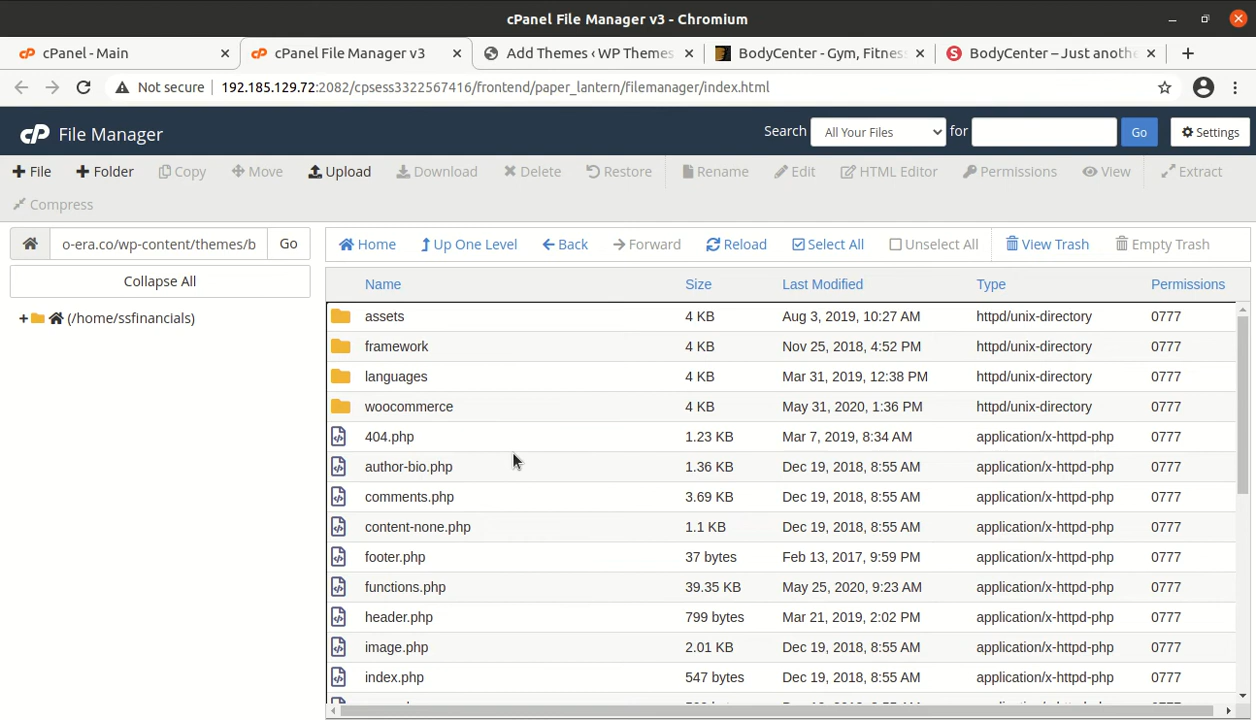 cPanel File Manager v3 - Chromium
cPanel - Main
cPanel File Manager v3
Add Themes ‹ WP Themes
BodyCenter - Gym, Fitness
BodyCenter – Just anothe
Not secure
192.185.129.72:2082/cpsess3322567416/frontend/paper_lantern/filemanager/index.html
cP File Manager
Search All Your Files for Go Settings
File Folder Copy Move Upload Download Delete Restore Rename Edit HTML Editor Permissions View Extract
Compress
o-era.co/wp-content/themes/b Go
Home Up One Level Back Forward Reload Select All Unselect All View Trash Empty Trash
Collapse All
(/home/ssfinancials)
Name Size Last Modified Type Permissions
assets 4 KB Aug 3, 2019, 10:27 AM httpd/unix-directory 0777
framework 4 KB Nov 25, 2018, 4:52 PM httpd/unix-directory 0777
languages 4 KB Mar 31, 2019, 12:38 PM httpd/unix-directory 0777
woocommerce 4 KB May 31, 2020, 1:36 PM httpd/unix-directory 0777
404.php 1.23 KB Mar 7, 2019, 8:34 AM application/x-httpd-php 0777
author-bio.php 1.36 KB Dec 19, 2018, 8:55 AM application/x-httpd-php 0777
comments.php 3.69 KB Dec 19, 2018, 8:55 AM application/x-httpd-php 0777
content-none.php 1.1 KB Dec 19, 2018, 8:55 AM application/x-httpd-php 0777
footer.php 37 bytes Feb 13, 2017, 9:59 PM application/x-httpd-php 0777
functions.php 39.35 KB May 25, 2020, 9:23 AM application/x-httpd-php 0777
header.php 799 bytes Mar 21, 2019, 2:02 PM application/x-httpd-php 0777
image.php 2.01 KB Dec 19, 2018, 8:55 AM application/x-httpd-php 0777
index.php 547 bytes Dec 19, 2018, 8:55 AM application/x-httpd-php 0777